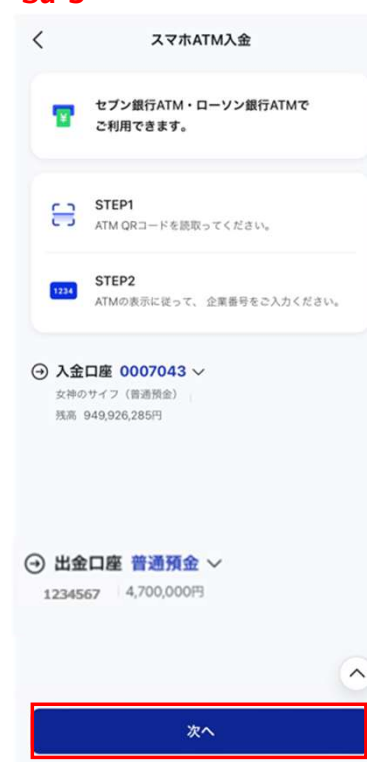 スマホATM入金
セブン銀行ATM・ローソン銀行ATMで
ご利用できます。
¥
STEP1
ATM QRコードを読取ってください。
1234
STEP2
ATMの表示に従って、 企業番号をご入力ください。
入金口座 0007043
女神のサイフ（普通預金）
残高 949,926,285円
出金口座 普通預金
1234567 4,700,000円
次へ